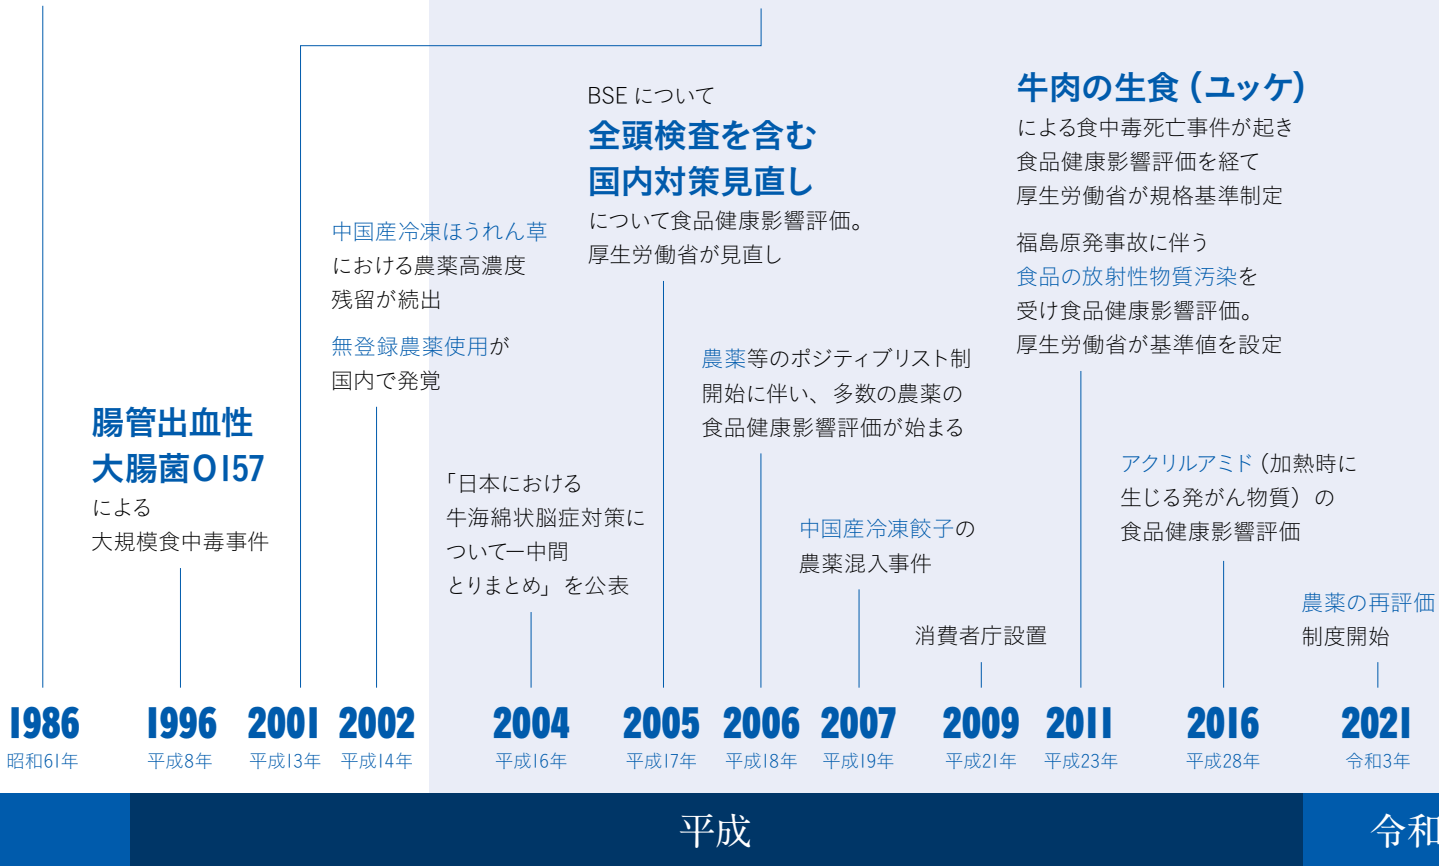 腸管出血性
大腸菌O157
による
大規模食中毒事件
中国産冷凍ほうれん草
における農薬高濃度
残留が続出
無登録農薬使用が
国内で発覚
「日本における
牛海綿状脳症対策に
ついて―中間
とりまとめ」を公表
BSE について
全頭検査を含む
国内対策見直し
について食品健康影響評価。
厚生労働省が見直し
農薬等のポジティブリスト制
開始に伴い、多数の農薬の
食品健康影響評価が始まる
中国産冷凍餃子の
農薬混入事件
消費者庁設置
牛肉の生食（ユッケ）
による食中毒死亡事件が起き
食品健康影響評価を経て
厚生労働省が規格基準制定
福島原発事故に伴う
食品の放射性物質汚染を
受け食品健康影響評価。
厚生労働省が基準値を設定
アクリルアミド（加熱時に
生じる発がん物質）の
食品健康影響評価
農薬の再評価
制度開始
1986
昭和61年
1996
平成8年
2001
平成13年
2002
平成14年
2004
平成16年
2005
平成17年
2006
平成18年
2007
平成19年
2009
平成21年
2011
平成23年
2016
平成28年
2021
令和3年
平成
令和